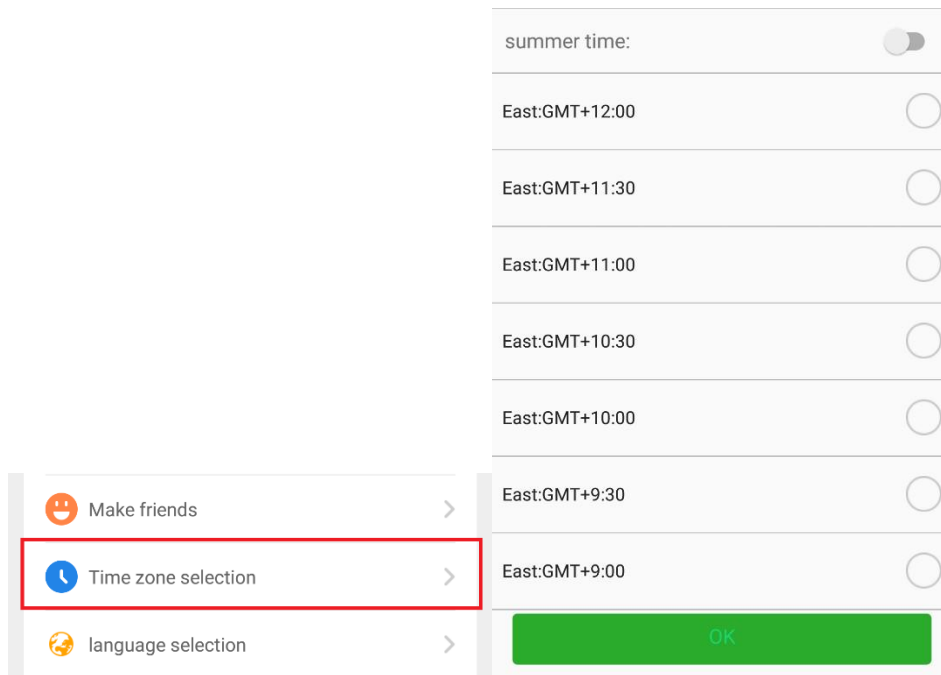 Make friends
Time zone selection
language selection
summer time:
East:GMT+12:00
East:GMT+11:30
East:GMT+11:00
East:GMT+10:30
East:GMT+10:00
East:GMT+9:30
East:GMT+9:00
OK